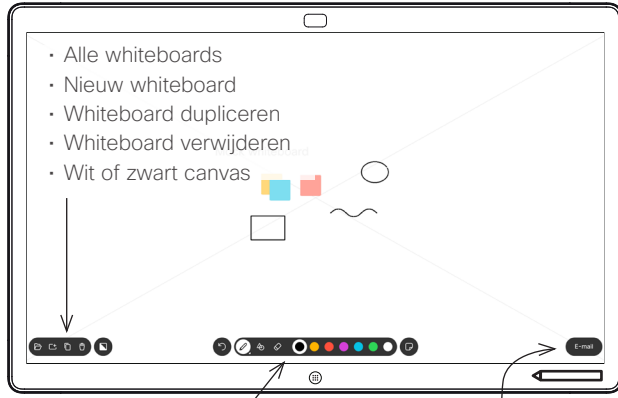 · Alle whiteboards
· Nieuw whiteboard
· Whiteboard dupliceren
· Whiteboard verwijderen
· Wit of zwart canvas
E-mail